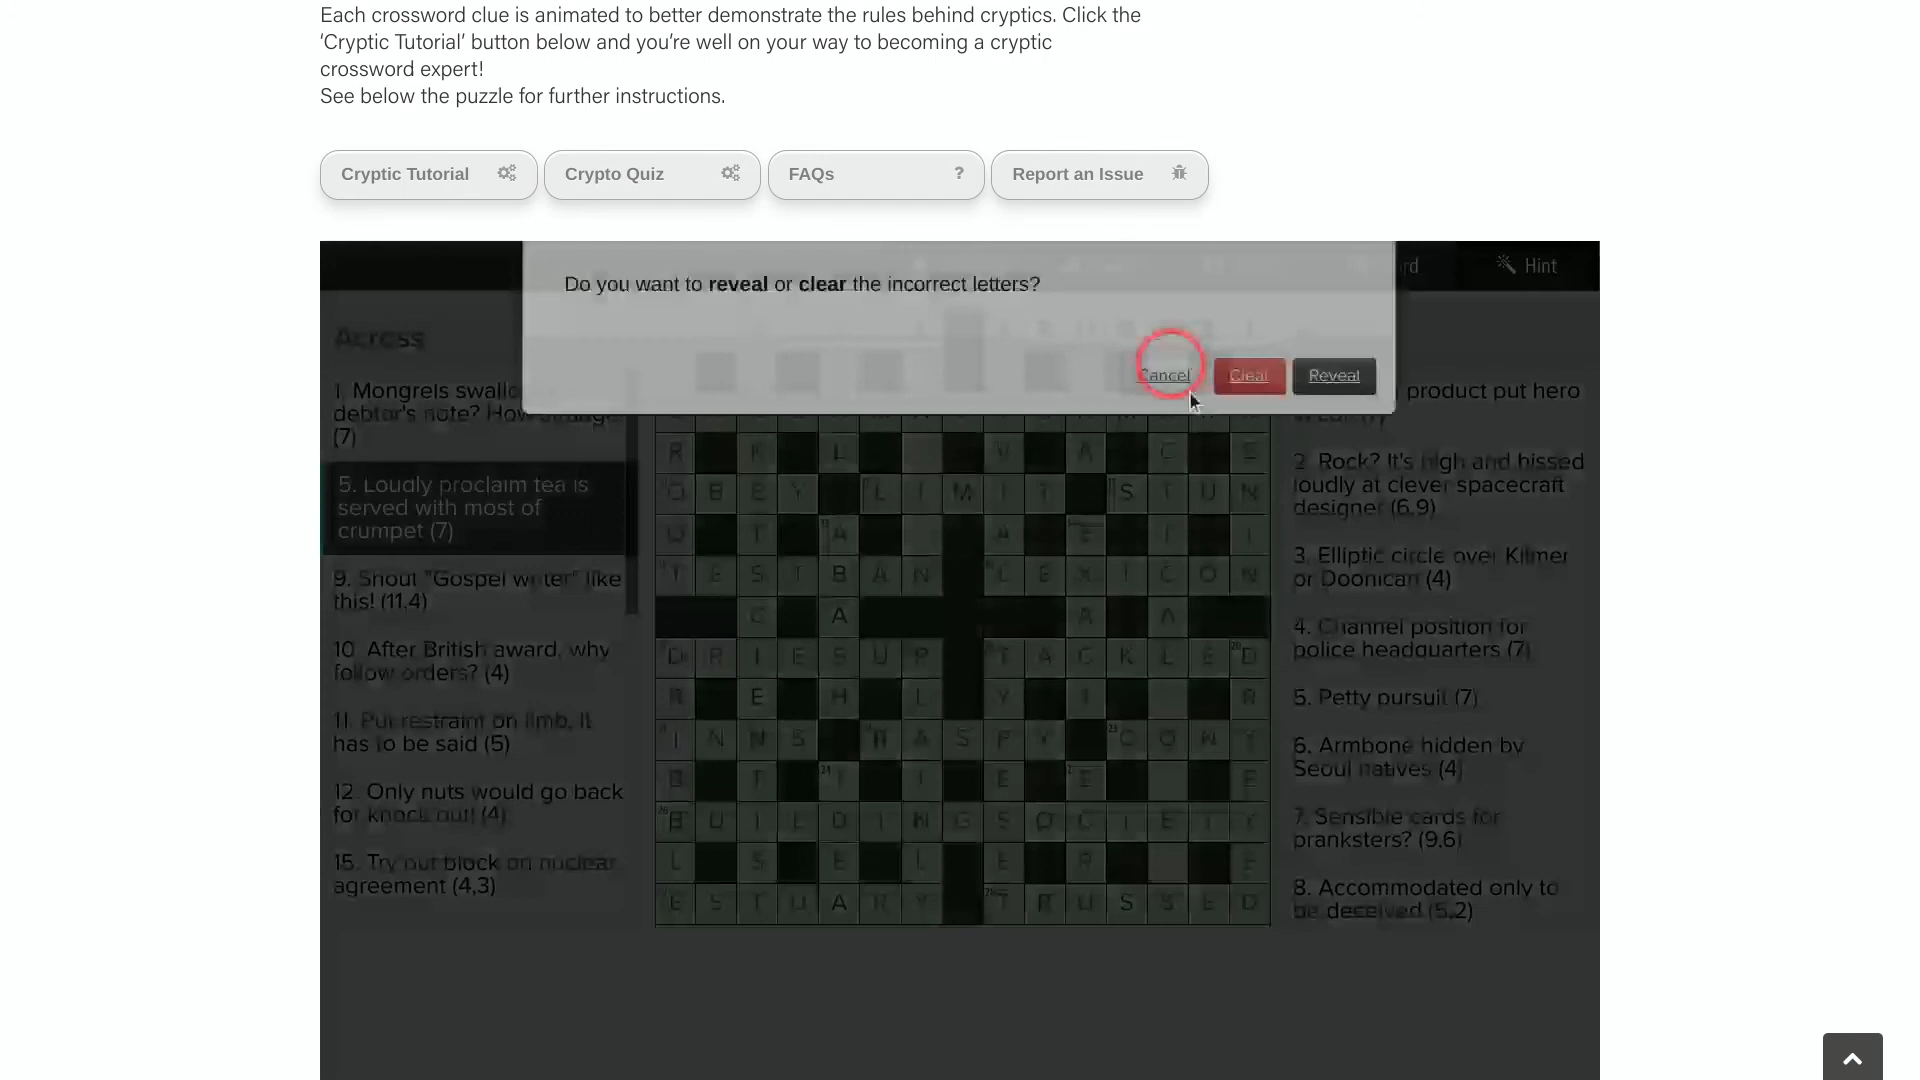 Each crossword clue is animated to better demonstrate the rules behind cryptics. Click the
‘Cryptic Tutorial’ button below and you’re well on your way to becoming a cryptic
crossword expert!
See below the puzzle for further instructions.
Cryptic Tutorial
Crypto Quiz
FAQs ?
Report an Issue
Hint
Do you want to reveal or clear the incorrect letters?
Cancel
Clear
Reveal
Across
1. Mongrels swallow
debtor's note? How strange
(7)
5. Loudly proclaim tea is
served with most of
crumpet (7)
9. Shout "Gospel writer" like
this! (11,4)
10. After British award, why
follow orders? (4)
11. Put restraint on limb. It
has to be said (5)
12. Only nuts would go back
for knock out! (4)
15. Try out block on nuclear
agreement (4,3)
product put hero
2. Rock? It's high and hissed
loudly at clever spacecraft
designer (6,9)
3. Elliptic circle over Kilmer
or Doonican (4)
4. Channel position for
police headquarters (7)
5. Petty pursuit (7)
6. Armbone hidden by
Seoul natives (4)
7. Sensible cards for
pranksters? (9,6)
8. Accommodated only to
be deceived (5,2)
R K L V A C E
O B E Y L I M I T S T U N
T E S T B A N L E X I C O N
D R I E S U P T A C K L E D
I N N S R A S P Y C O N Y
B U I L D I N G S O C I E T Y
E S T U A R Y T R U S S E D